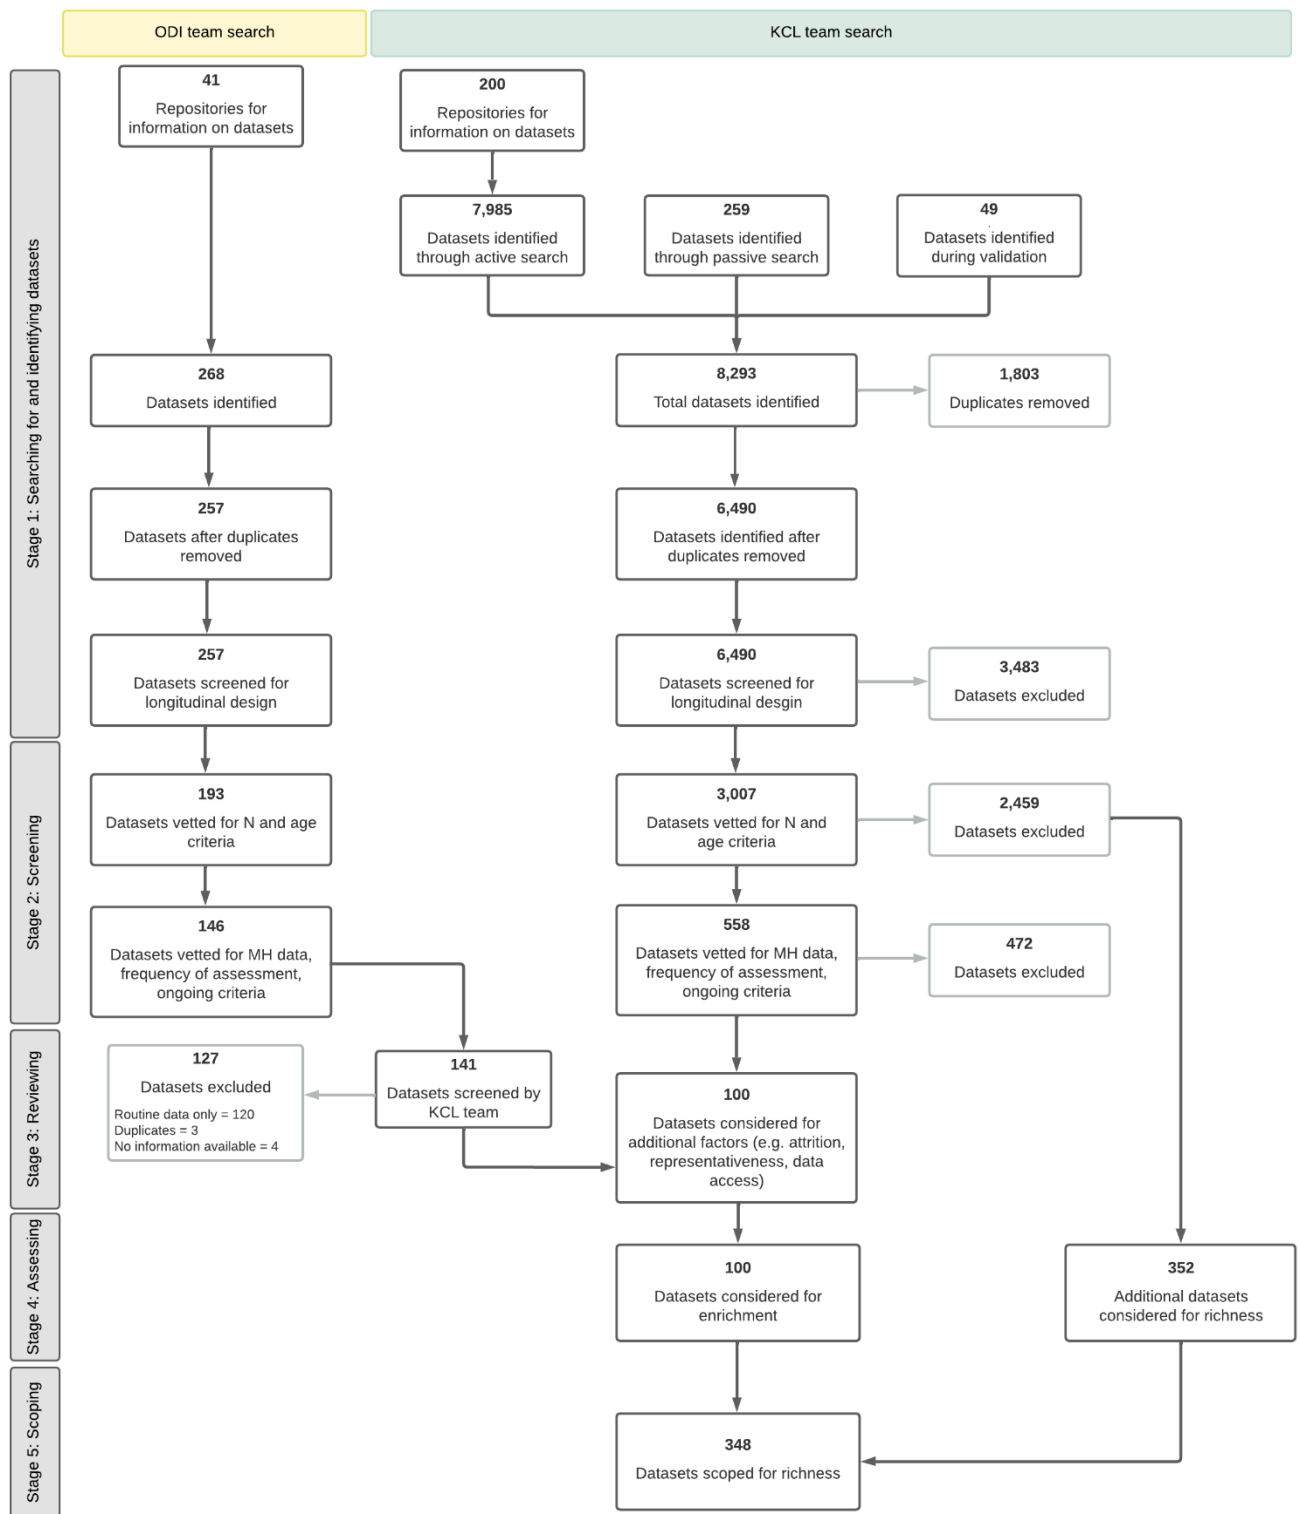 ODI team search
KCL team search
Stage 1: Searching for and identifying datasets
41
Repositories for
information on datasets
200
Repositories for
information on datasets
7,985
Datasets identified
through active search
259
Datasets identified
through passive search
49
Datasets identified
during validation
268
Datasets identified
8,293
Total datasets identified
1,803
Duplicates removed
257
Datasets after duplicates
removed
6,490
Datasets identified after
duplicates removed
257
Datasets screened for
longitudinal design
6,490
Datasets screened for
longitudinal desgin
3,483
Datasets excluded
Stage 2: Screening
193
Datasets vetted for N and age
criteria
3,007
Datasets vetted for N and
age criteria
2,459
Datasets excluded
146
Datasets vetted for MH data,
frequency of assessment,
ongoing criteria
558
Datasets vetted for MH data,
frequency of assessment,
ongoing criteria
472
Datasets excluded
Stage 3: Reviewing
127
Datasets excluded
Routine data only = 120
Duplicates = 3
No information available = 4
141
Datasets screened by
KCL team
100
Datasets considered for
additional factors (e.g. attrition,
representativeness, data
access)
Stage 4: Assessing
100
Datasets considered for
enrichment
352
Additional datasets
considered for richness
Stage 5: Scoping
348
Datasets scoped for richness